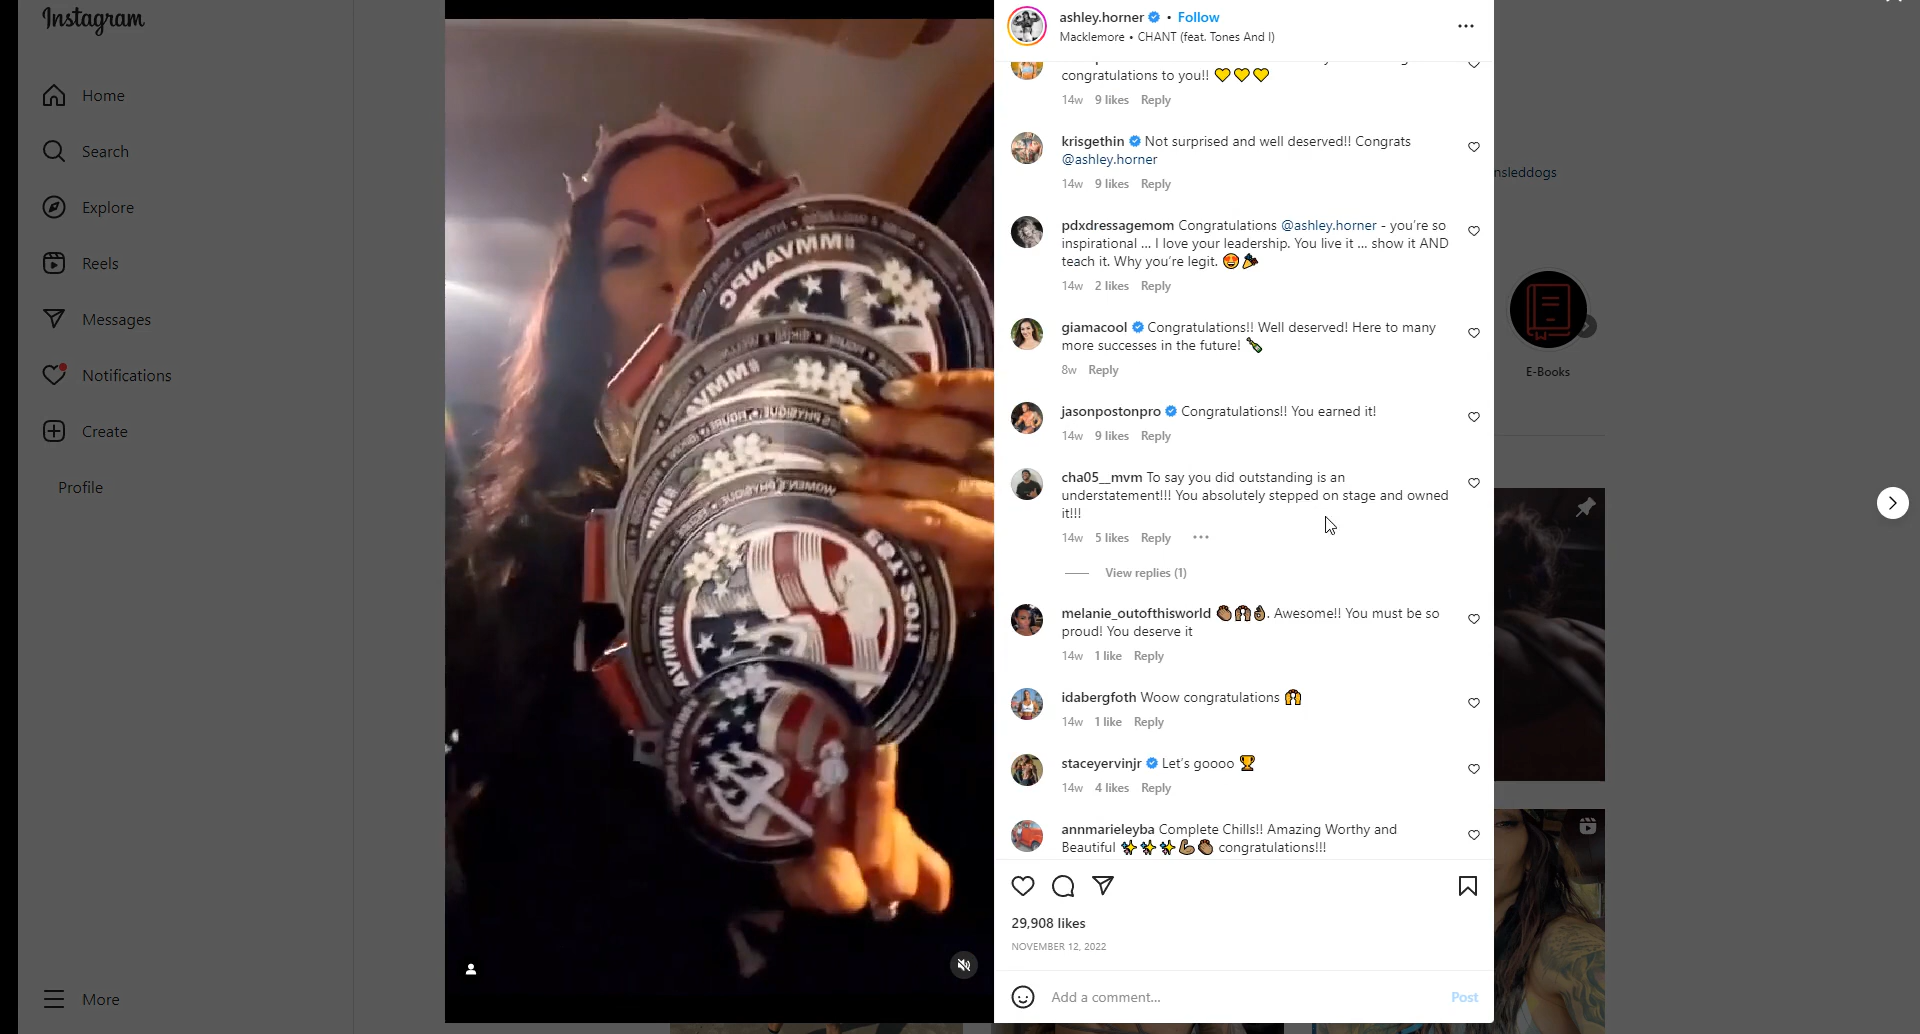 Instagram
Home
Search
Explore
Reels
Messages
Notifications
Create
Profile
More
ashley.horner • Follow
Macklemore • CHANT (feat. Tones And I)
congratulations to you!! 💛💛💛
14w 9 likes Reply
krisgethin Not surprised and well deserved!! Congrats
@ashley.horner
14w 9 likes Reply
pdxdressagemom Congratulations @ashley.horner - you're so
inspirational ... I love your leadership. You live it ... show it AND
teach it. Why you're legit. 🤩🎉
14w 2 likes Reply
giamacool Congratulations!! Well deserved! Here to many
more successes in the future! 🍾
8w Reply
jasonpostonpro Congratulations!! You earned it!
14w 9 likes Reply
cha05__mvm To say you did outstanding is an
understatement!!! You absolutely stepped on stage and owned
it!!!
14w 5 likes Reply ...
View replies (1)
melanie_outofthisworld 👏🏾🙌🏾👌🏾. Awesome!! You must be so
proud! You deserve it
14w 1 like Reply
idabergfoth Woow congratulations 🙌
14w 1 like Reply
staceyervinjr Let's goooo 🏆
14w 4 likes Reply
annmarieleyba Complete Chills!! Amazing Worthy and
Beautiful ✨✨✨💪🏾👏🏾 congratulations!!!
29,908 likes
NOVEMBER 12, 2022
Add a comment...
Post
nsleddogs
E-Books
IMMVANPC
IMMVA
WOMEN'S PHYSIQUE